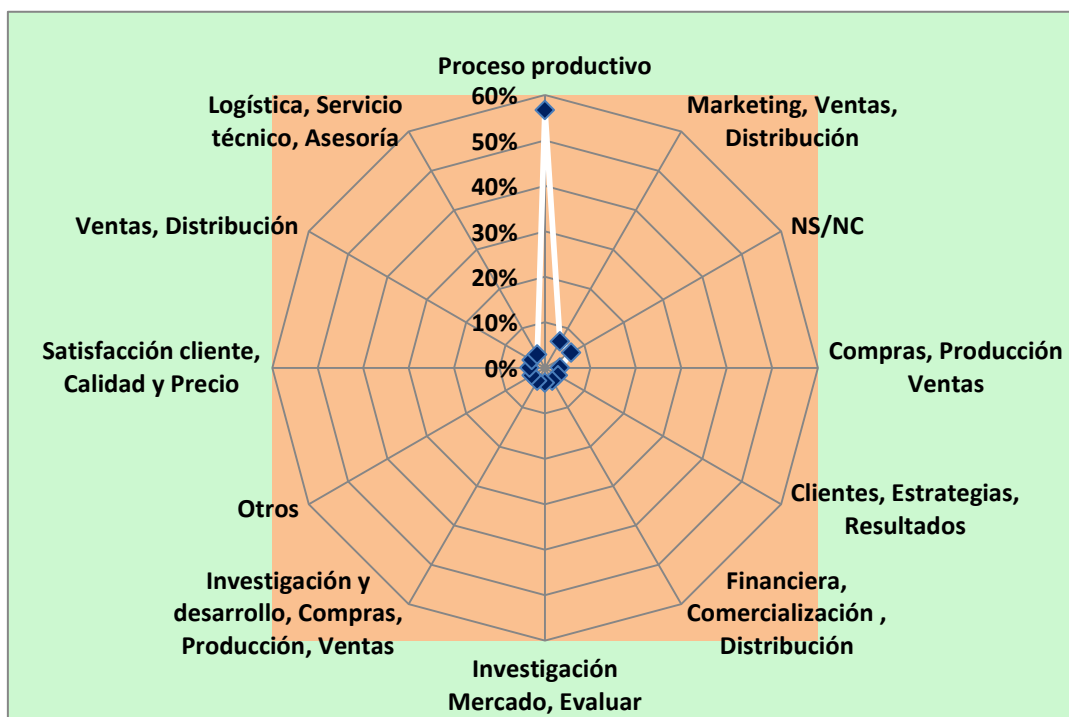 Proceso productivo
Marketing, Ventas,
Distribución
NS/NC
Compras, Producción
Ventas
Clientes, Estrategias,
Resultados
Financiera,
Comercialización ,
Distribución
Investigación
Mercado, Evaluar
Investigación y
desarrollo, Compras,
Producción, Ventas
Otros
Satisfacción cliente,
Calidad y Precio
Ventas, Distribución
Logística, Servicio
técnico, Asesoría
60%
50%
40%
30%
20%
10%
0%